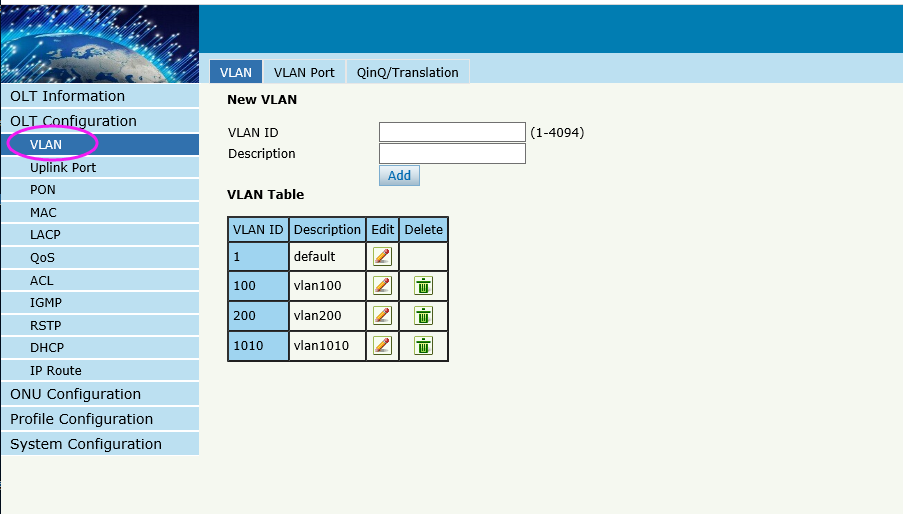 VLAN VLAN Port QinQ/Translation
OLT Information
OLT Configuration
VLAN
Uplink Port
PON
MAC
LACP
QoS
ACL
IGMP
RSTP
DHCP
IP Route
ONU Configuration
Profile Configuration
System Configuration
New VLAN
VLAN ID (1-4094)
Description
Add
VLAN Table
VLAN ID Description Edit Delete
1 default
100 vlan100
200 vlan200
1010 vlan1010